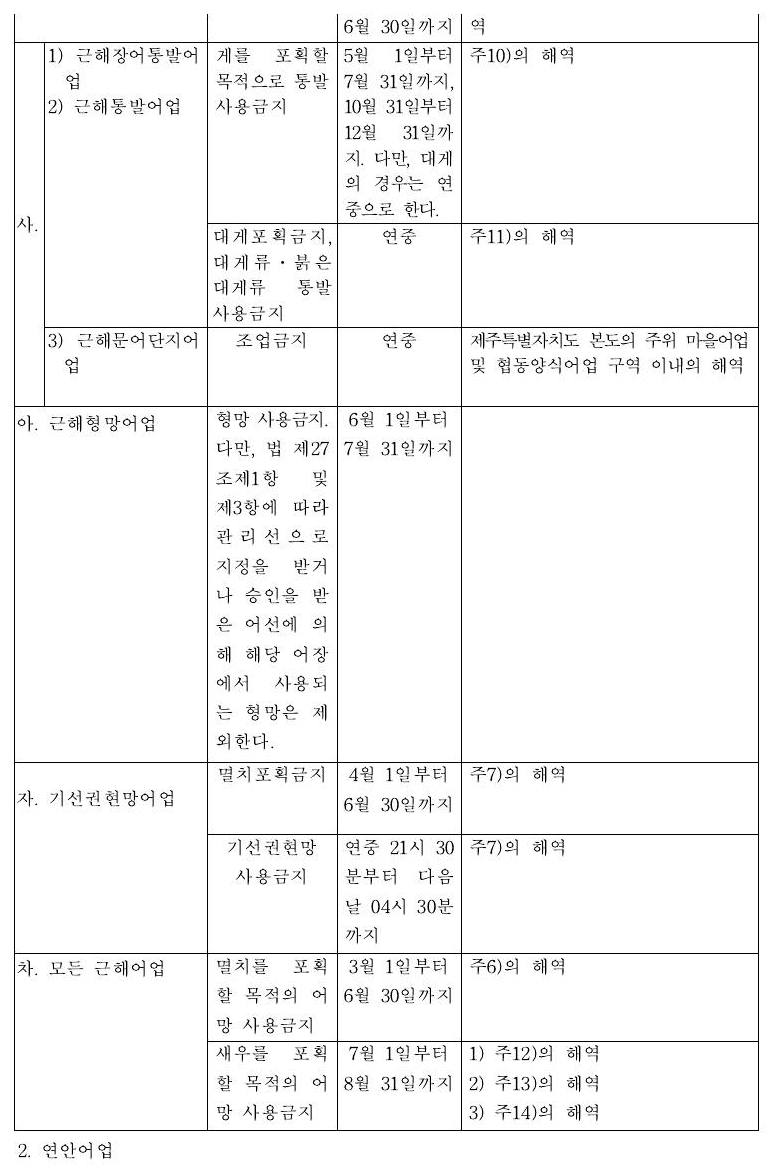 6월 30일까지 역
사.
1) 근해장어통발어
업
2) 근해통발어업
게를 포획할
목적으로 통발
사용금지
5월 1일부터
7월 31일까지,
10월 31일부터
12월 31일까
지. 다만, 대게
의 경우는 연
중으로 한다.
주10)의 해역
대게포획금지,
대게류·붉은
대게류 통발
사용금지
연중
주11)의 해역
3) 근해문어단지어
업
조업금지
연중
제주특별자치도 본도의 주위 마을어업
및 협동양식어업 구역 이내의 해역
아. 근해형망어업
형망 사용금지.
다만, 법 제27
조제1항 및
제3항에 따라
관리선으로
지정을 받거
나 승인을 받
은 어선에 의
해 해당 어장
에서 사용되
는 형망은 제
외한다.
6월 1일부터
7월 31일까지
자. 기선권현망어업
멸치포획금지
4월 1일부터
6월 30일까지
주7)의 해역
기선권현망
사용금지
연중 21시 30
분부터 다음
날 04시 30분
까지
주7)의 해역
차. 모든 근해어업
멸치를 포획
할 목적의 어
망 사용금지
3월 1일부터
6월 30일까지
주6)의 해역
새우를 포획
할 목적의 어
망 사용금지
7월 1일부터
8월 31일까지
1) 주12)의 해역
2) 주13)의 해역
3) 주14)의 해역
2. 연안어업